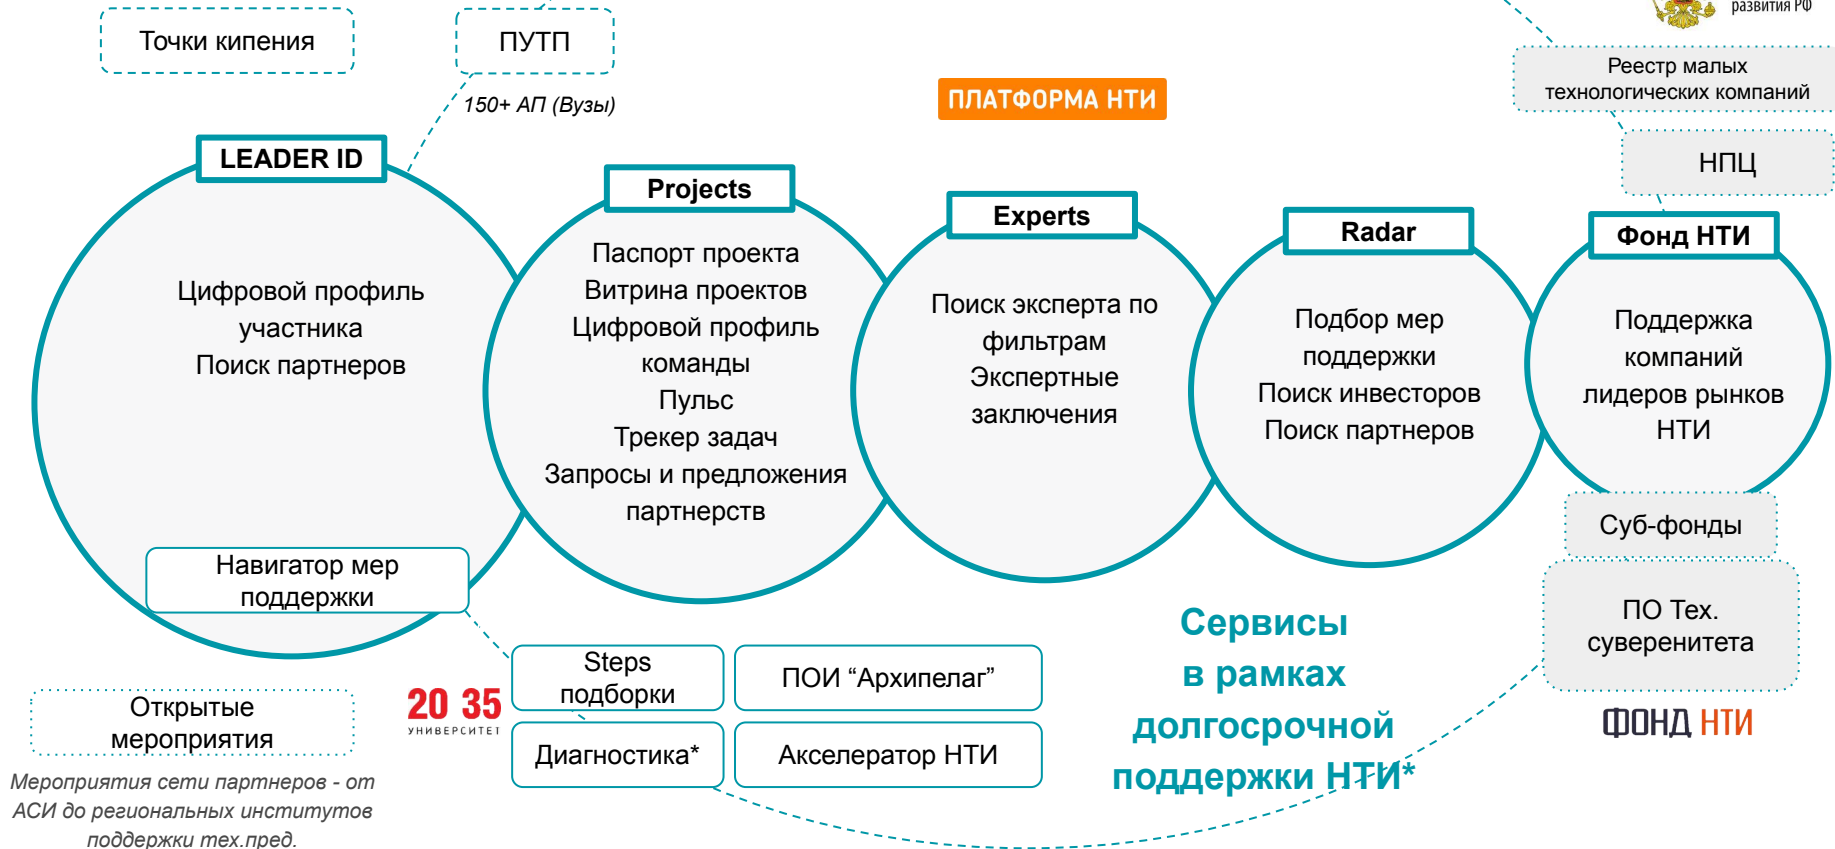 развития РФ
Точки кипения
ПУТП
150+ АП (Вузы)
ПЛАТФОРМА НТИ
Реестр малых
технологических компаний
НПЦ
LEADER ID
Цифровой профиль
участника
Поиск партнеров
Навигатор мер
поддержки
Projects
Паспорт проекта
Витрина проектов
Цифровой профиль
команды
Пульс
Трекер задач
Запросы и предложения
партнерств
Experts
Поиск эксперта по
фильтрам
Экспертные
заключения
Radar
Подбор мер
поддержки
Поиск инвесторов
Поиск партнеров
Фонд НТИ
Поддержка
компаний
лидеров рынков
НТИ
Суб-фонды
ПО Тех.
суверенитета
ФОНД НТИ
Открытые
мероприятия
Мероприятия сети партнеров - от
АСИ до региональных институтов
поддержки тех.пред.
20 35
УНИВЕРСИТЕТ
Steps
подборки
ПОИ “Архипелаг”
Диагностика*
Акселератор НТИ
Сервисы
в рамках
долгосрочной
поддержки НТИ*